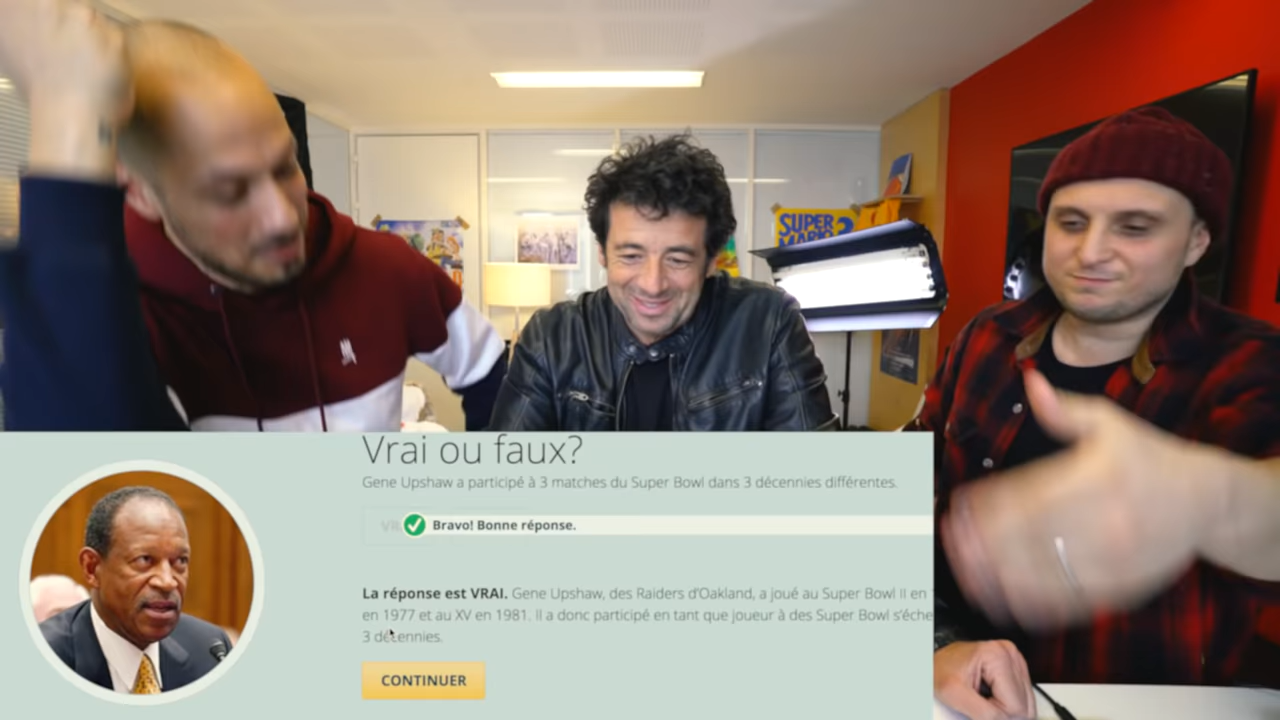 SUPER
MARIO 3
Vrai ou faux?
Gene Upshaw a participé à 3 matches du Super Bowl dans 3 décennies différentes.
Bravo! Bonne réponse.
La réponse est VRAI. Gene Upshaw, des Raiders d'Oakland, a joué au Super Bowl II en
en 1977 et au XV en 1981. Il a donc participé en tant que joueur à des Super Bowl s'éche
3 décennies.
CONTINUER